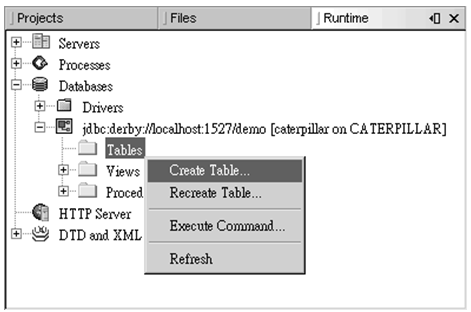 Projects
Files
Runtime
Servers
Processes
Databases
Drivers
jdbc:derby://localhost:1527/demo [caterpillar on CATERPILLAR]
Tables
Views
Proced
HTTP Server
DTD and XML
Create Table...
Recreate Table...
Execute Command...
Refresh